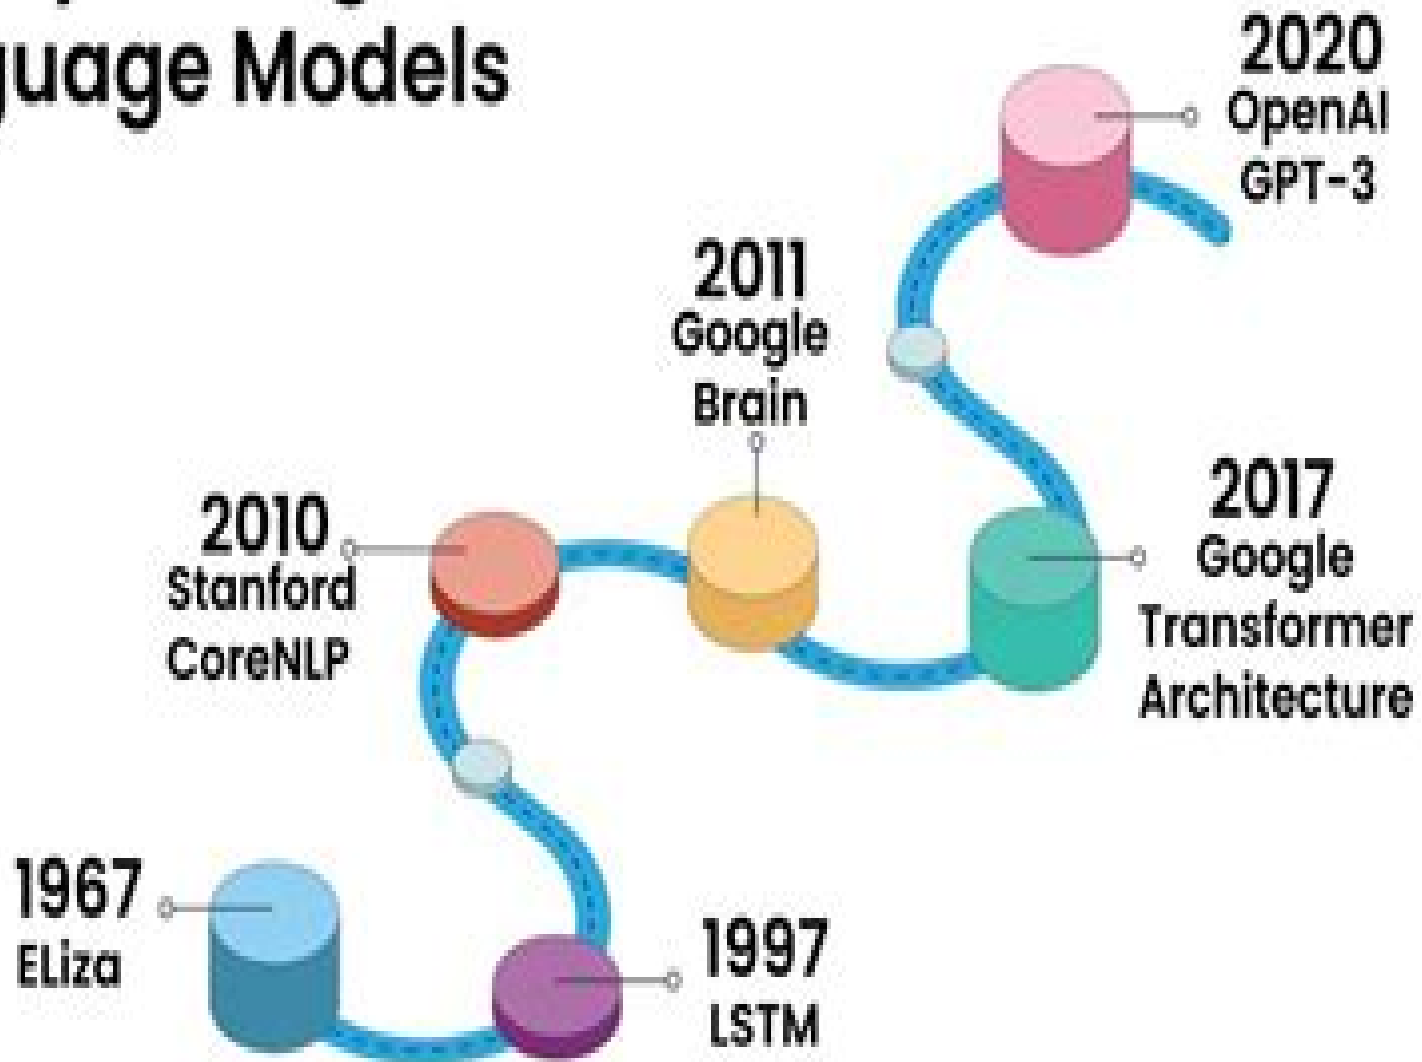 guage Models
2020
OpenAI
GPT-3
2011
Google
Brain
2017
Google
Transformer
Architecture
2010
Stanford
CoreNLP
1967
ELiza
1997
LSTM